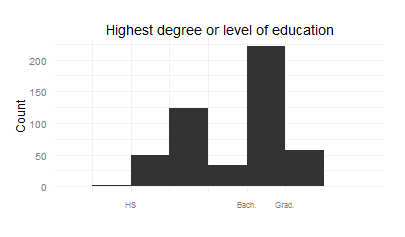 Highest degree or level of education
Count
200
150
100
50
0
HS Bach. Grad.